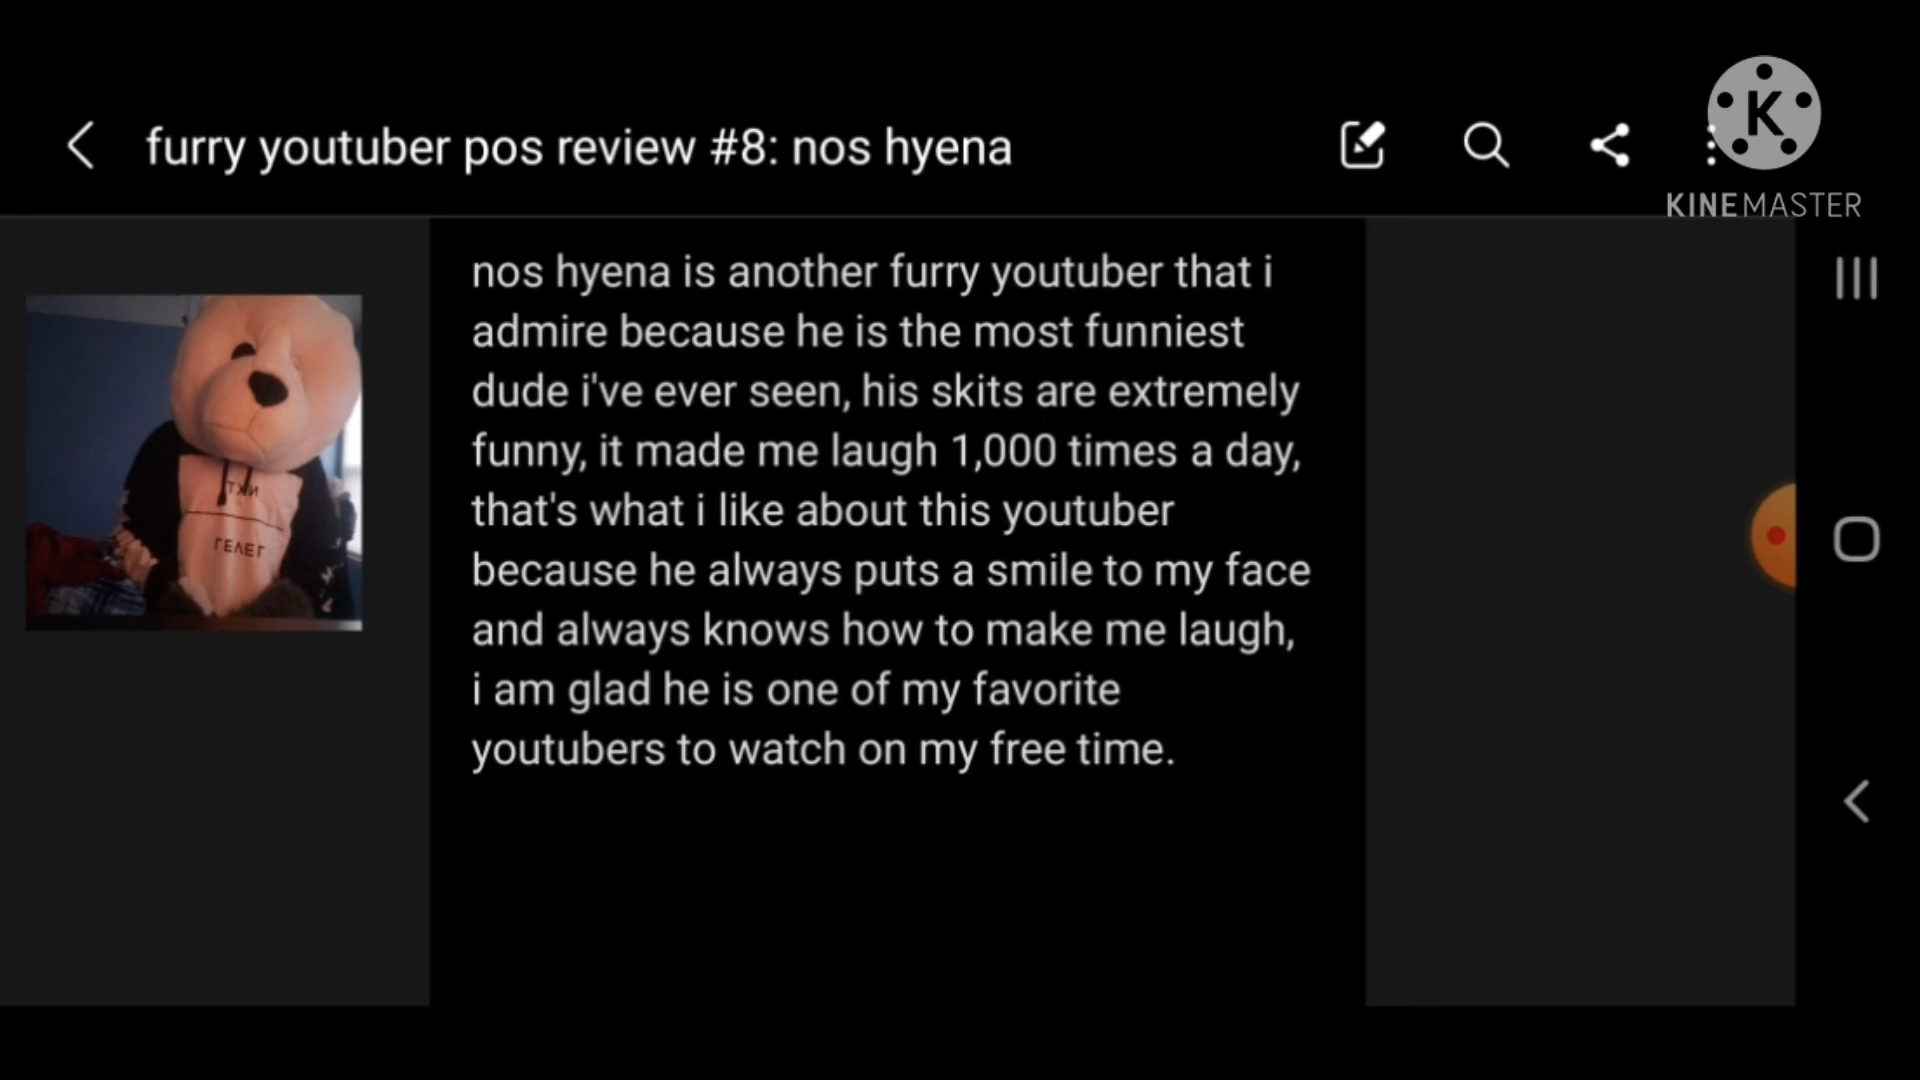 furry youtuber pos review #8: nos hyena
K
KINEMASTER
nos hyena is another furry youtuber that i
admire because he is the most funniest
dude i've ever seen, his skits are extremely
funny, it made me laugh 1,000 times a day,
that's what i like about this youtuber
because he always puts a smile to my face
and always knows how to make me laugh,
i am glad he is one of my favorite
youtubers to watch on my free time.